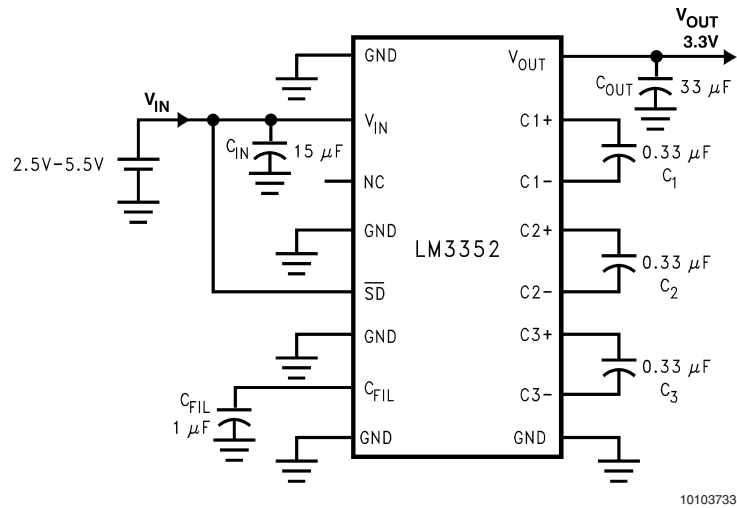 VOUT
3.3V
GND
VOUT
COUT
33 µF
VIN
VIN
CIN
15 µF
C1+
0.33 µF
C1
2.5V-5.5V
NC
C1-
GND
LM3352
C2+
0.33 µF
C2
SD
C2-
GND
C3+
0.33 µF
C3
CFIL
1 µF
CFIL
C3-
GND
GND
10103733